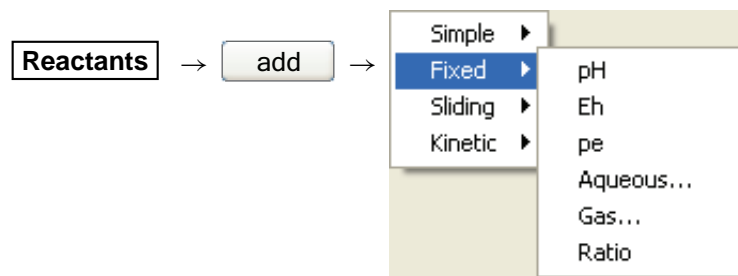 Reactants → add →
Simple
Fixed
Sliding
Kinetic
pH
Eh
pe
Aqueous...
Gas...
Ratio